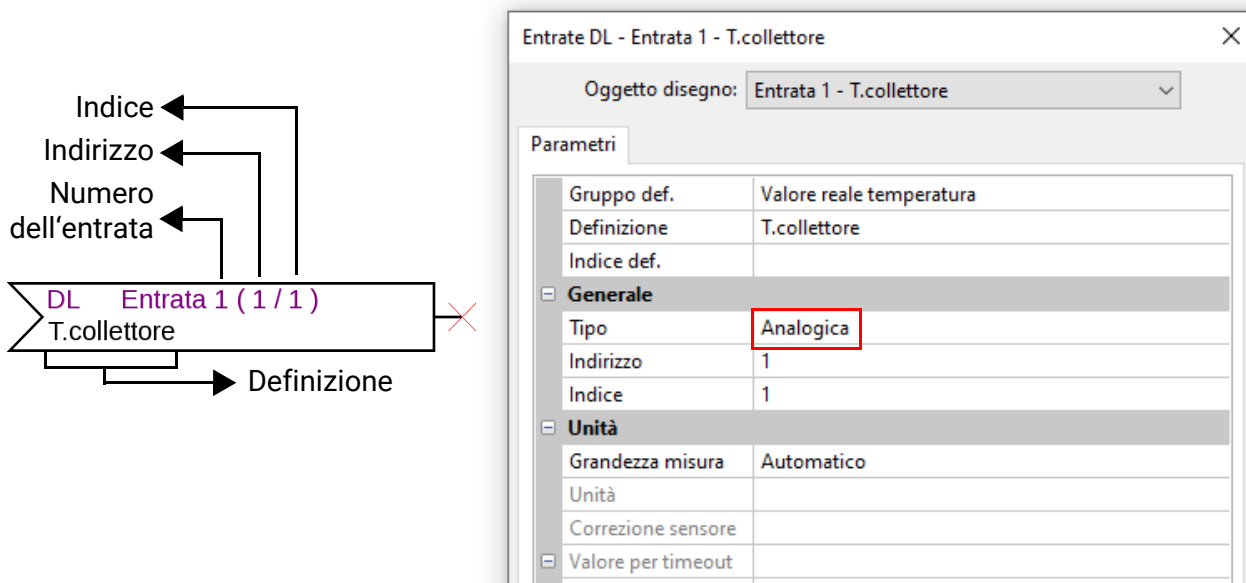 Indice
Indirizzo
Numero
dell‘entrata
DL Entrata 1 ( 1 / 1 )
T.collettore
Definizione
Entrate DL - Entrata 1 - T.collettore
Oggetto disegno: Entrata 1 - T.collettore
Parametri
Gruppo def. Valore reale temperatura
Definizione T.collettore
Indice def.
Generale
Tipo Analogica
Indirizzo 1
Indice 1
Unità
Grandezza misura Automatico
Unità
Correzione sensore
Valore per timeout